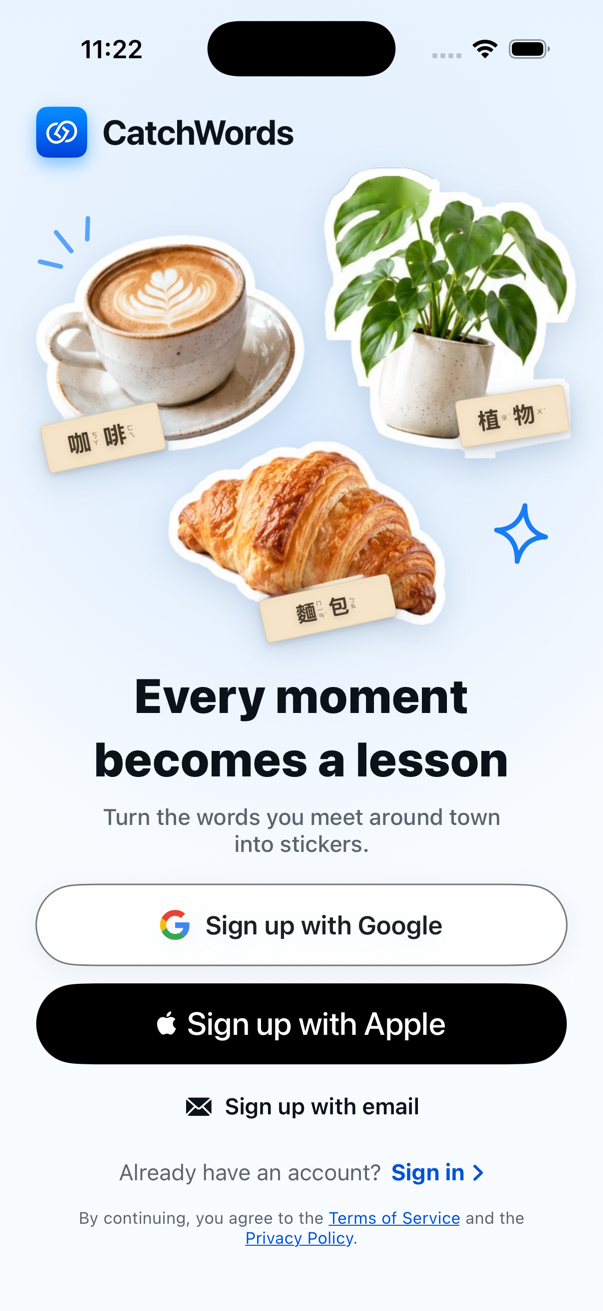 11:22
CatchWords
咖啡
植物
麵包
Every moment
becomes a lesson
Turn the words you meet around town
into stickers.
Sign up with Google
Sign up with Apple
Sign up with email
Already have an account? Sign in
By continuing, you agree to the Terms of Service and the
Privacy Policy.